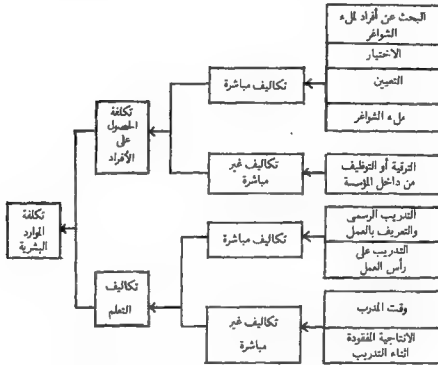 البحث عن أفراد لملء
الشواغر
الاختيار
التعيين
ملء الشواغر
تكاليف مباشرة
تكلفة
الحصول
على
الأفراد
الترقية أو التوظيف
من داخل المؤسسة
تكاليف غير
مباشرة
تكلفة
الموارد
البشرية
التدريب الرسمى
والتعريف بالعمل
التدريب على
رأس العمل
تكاليف مباشرة
تكاليف
التعلم
وقت المدرب
الانتاجية المفقودة
اثناء التدريب
تكاليف غير
مباشرة